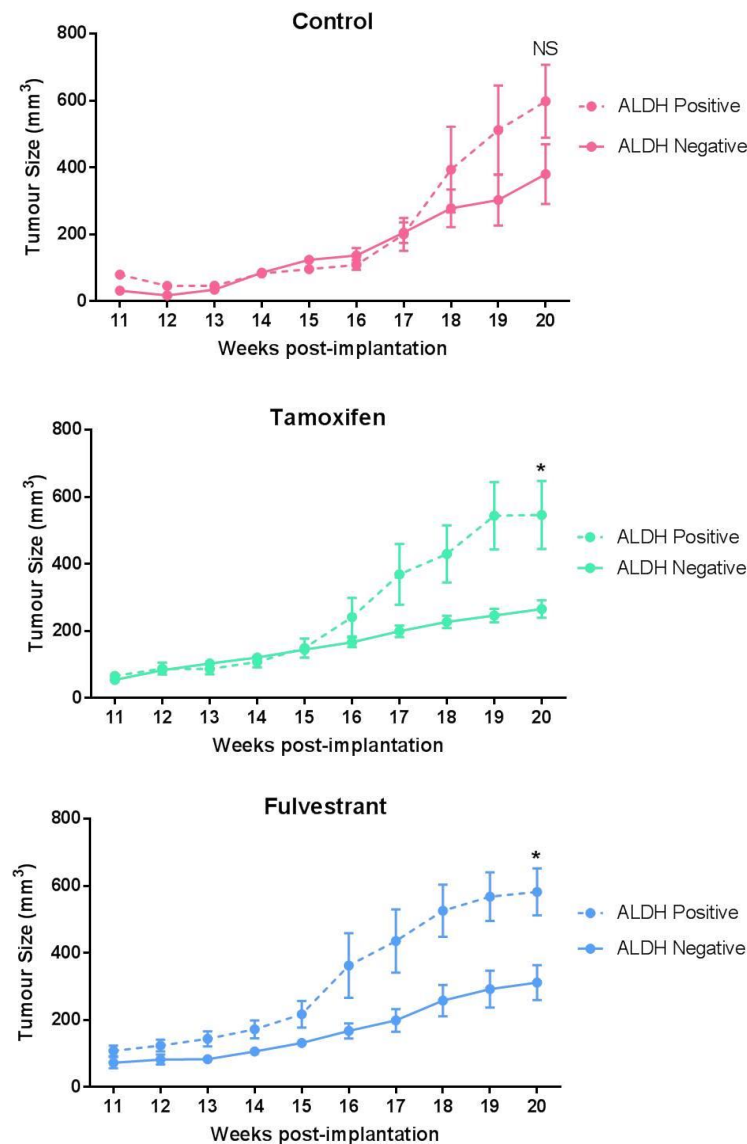 Control
800
NS
600
ALDH Positive
ALDH Negative
400
200
0
Tumour Size (mm³)
11 12 13 14 15 16 17 18 19 20
Weeks post-implantation
Tamoxifen
800
*
600
ALDH Positive
ALDH Negative
400
200
0
Tumour Size (mm³)
11 12 13 14 15 16 17 18 19 20
Weeks post-implantation
Fulvestrant
800
*
600
ALDH Positive
ALDH Negative
400
200
0
Tumour Size (mm³)
11 12 13 14 15 16 17 18 19 20
Weeks post-implantation